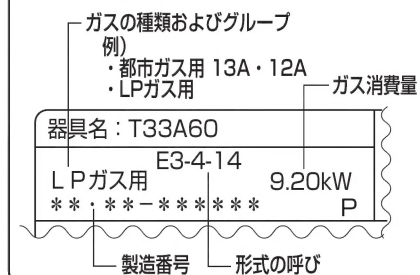 ガスの種類およびグループ
例)
・都市ガス用 13A・12A
・LPガス用
ガス消費量
器具名：T33A60
E3-4-14
LPガス用 9.20kW
**・**-****** P
製造番号 形式の呼び